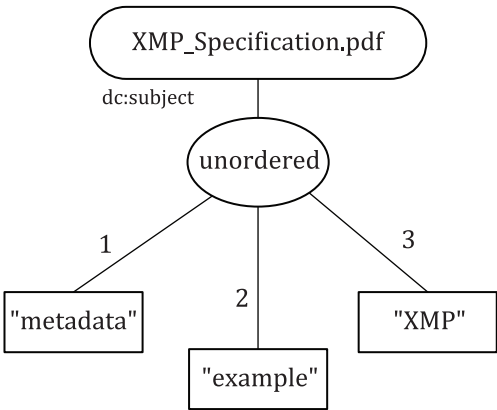 XMP_Specification.pdf
dc:subject
unordered
1
2
3
"metadata"
"example"
"XMP"